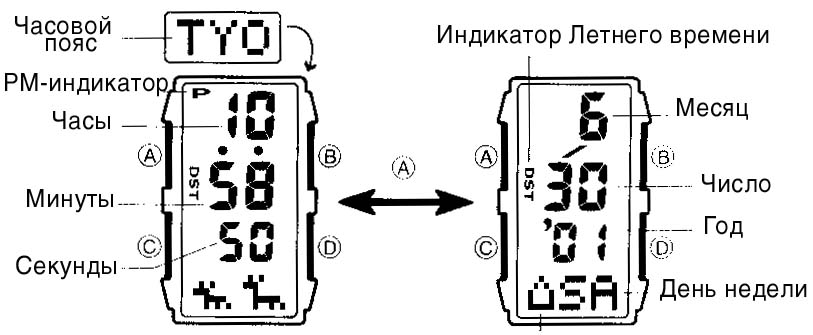 Часовой
пояс
TYO
Индикатор Летнего времени
PM-индикатор
P
10
Часы
6
Месяц
A
B
A
A
B
DST
58
Минуты
DST
30
Число
C
50
D
Секунды
C
'01
D
Год
SA
День недели